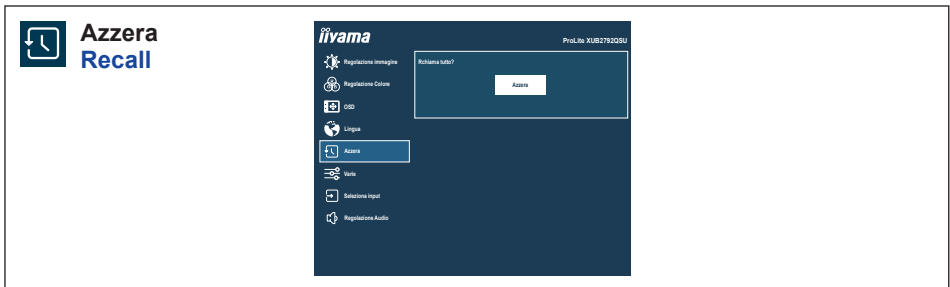 Azzera
Recall
iiyama
ProLite XUB2792QSU
Regolazione immagine
Rchiama tutto?
Regolazione Colore
Azzera
OSD
Lingua
Azzera
Varie
Seleziona input
Regolazione Audio